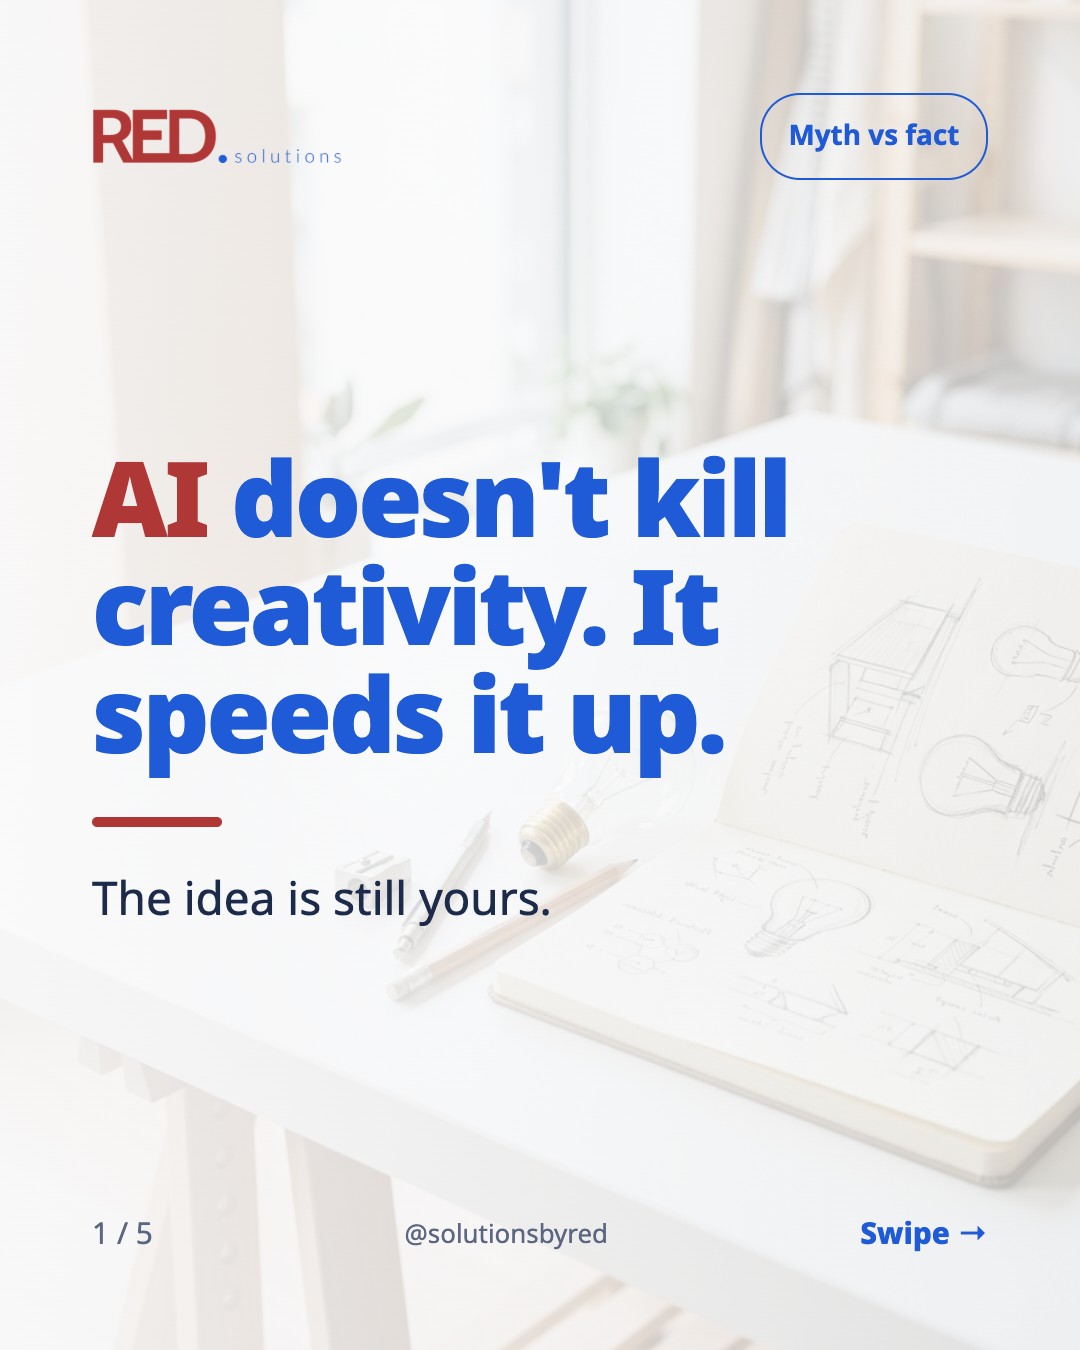 RED.solutions
Myth vs fact
AI doesn't kill
creativity. It
speeds it up.
The idea is still yours.
1 / 5
@solutionsbyred
Swipe →